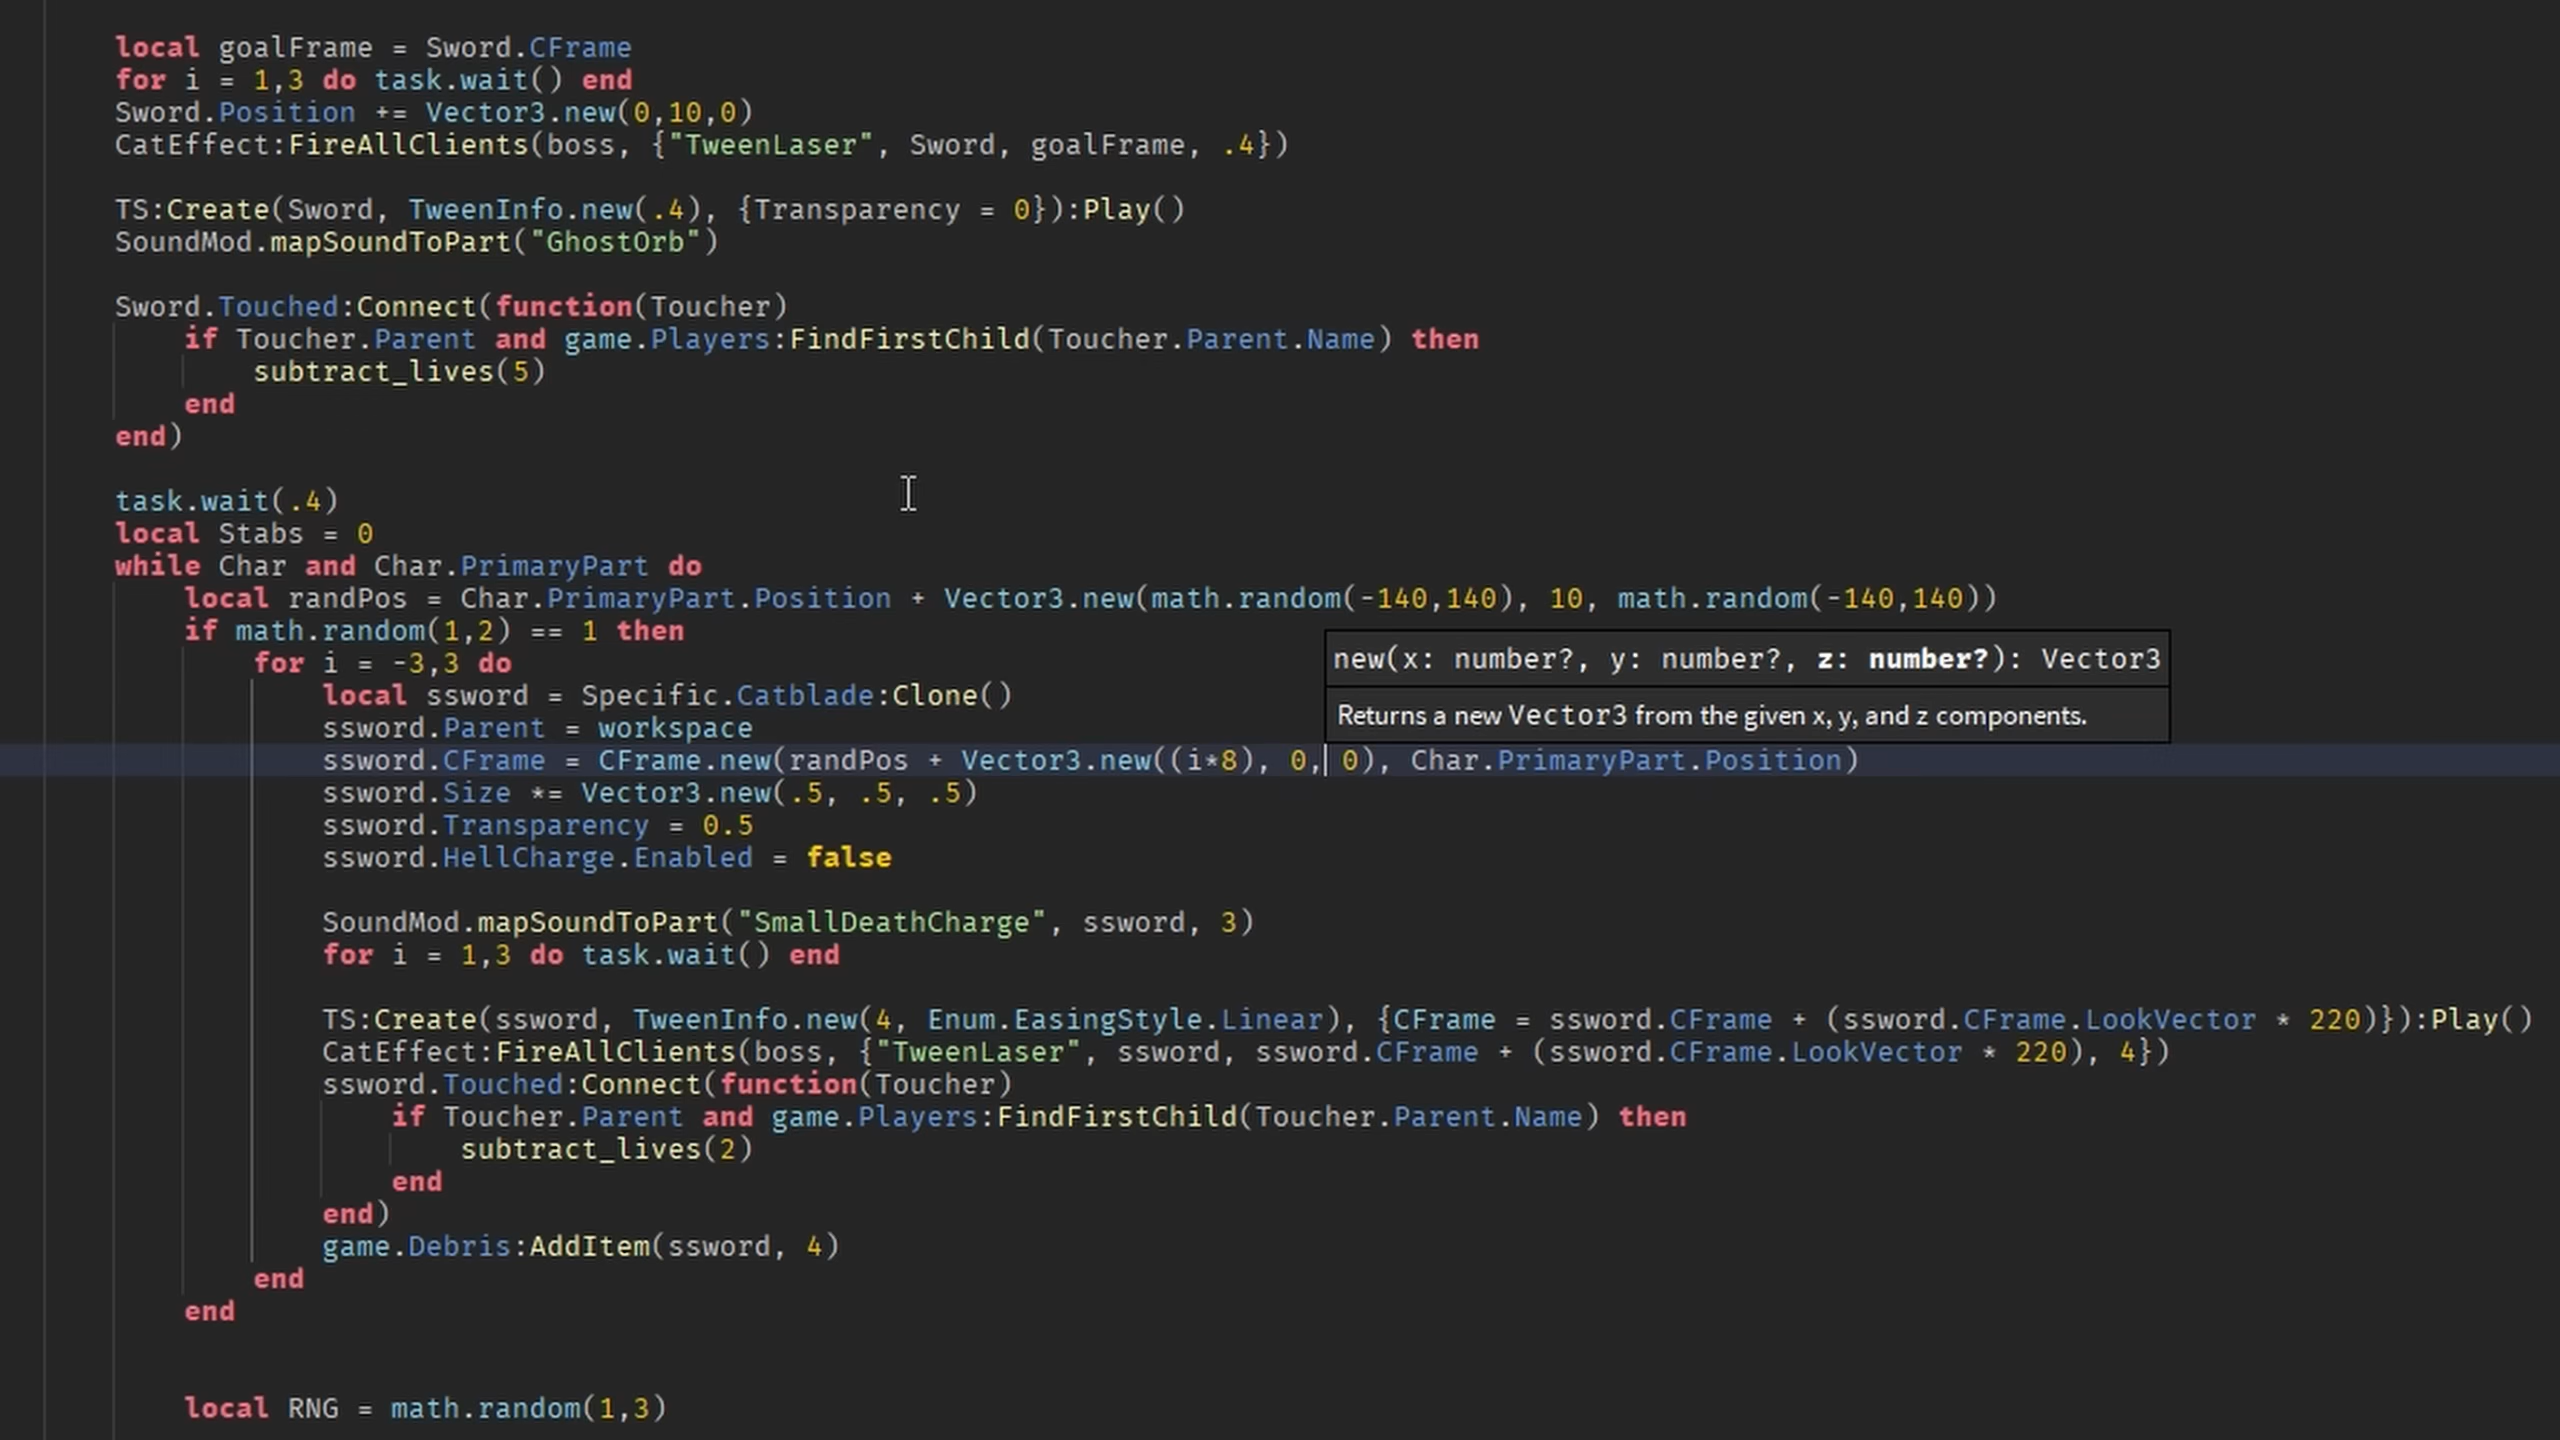 local goalFrame = Sword.CFrame
for i = 1,3 do task.wait() end
Sword.Position += Vector3.new(0,10,0)
CatEffect:FireAllClients(boss, {"TweenLaser", Sword, goalFrame, .4})
TS:Create(Sword, TweenInfo.new(.4), {Transparency = 0}):Play()
SoundMod.mapSoundToPart("GhostOrb")
Sword.Touched:Connect(function(Toucher)
if Toucher.Parent and game.Players:FindFirstChild(Toucher.Parent.Name) then
subtract_lives(5)
end
end)
task.wait(.4)
local Stabs = 0
while Char and Char.PrimaryPart do
local randPos = Char.PrimaryPart.Position + Vector3.new(math.random(-140,140), 10, math.random(-140,140))
if math.random(1,2) == 1 then
new(x: number?, y: number?, z: number?): Vector3
for i = -3,3 do
local ssword = Specific.Catblade:Clone()
Returns a new Vector3 from the given x, y, and z components.
ssword.Parent = workspace
ssword.CFrame = CFrame.new(randPos + Vector3.new((i*8), 0, 0), Char.PrimaryPart.Position)
ssword.Size *= Vector3.new(.5, .5, .5)
ssword.Transparency = 0.5
ssword.HellCharge.Enabled = false
SoundMod.mapSoundToPart("SmallDeathCharge", ssword, 3)
for i = 1,3 do task.wait() end
TS:Create(ssword, TweenInfo.new(4, Enum.EasingStyle.Linear), {CFrame = ssword.CFrame + (ssword.CFrame.LookVector * 220)}):Play()
CatEffect:FireAllClients(boss, {"TweenLaser", ssword, ssword.CFrame + (ssword.CFrame.LookVector * 220), 4})
ssword.Touched:Connect(function(Toucher)
if Toucher.Parent and game.Players:FindFirstChild(Toucher.Parent.Name) then
subtract_lives(2)
end
end)
game.Debris:AddItem(ssword, 4)
end
end
local RNG = math.random(1,3)